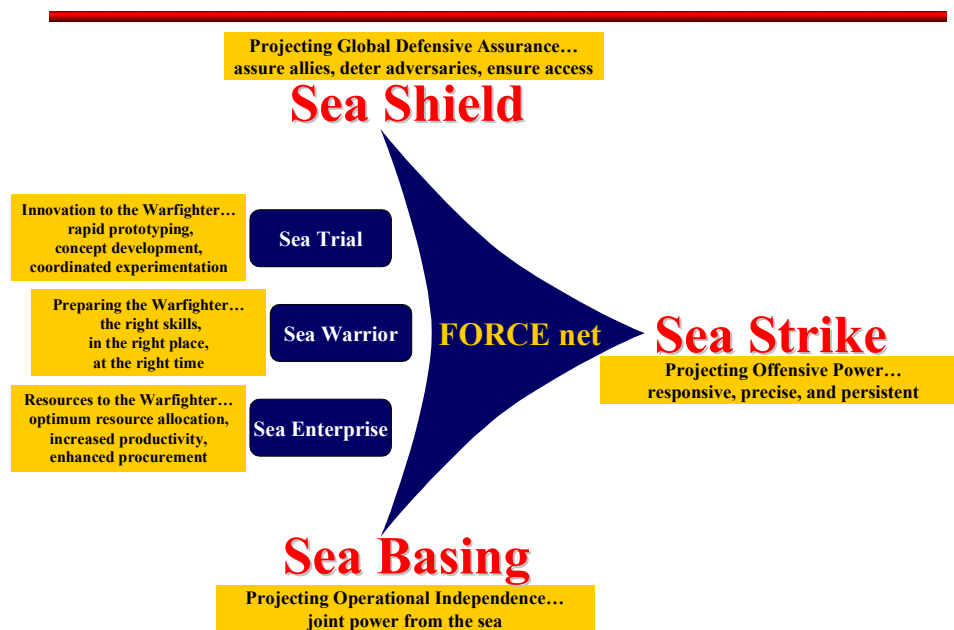 Projecting Global Defensive Assurance…
assure allies, deter adversaries, ensure access
Sea Shield
Innovation to the Warfighter…
rapid prototyping,
concept development,
coordinated experimentation
Sea Trial
Preparing the Warfighter…
the right skills,
in the right place,
at the right time
Sea Warrior
FORCE net
Sea Strike
Projecting Offensive Power…
responsive, precise, and persistent
Resources to the Warfighter…
optimum resource allocation,
increased productivity,
enhanced procurement
Sea Enterprise
Sea Basing
Projecting Operational Independence…
joint power from the sea